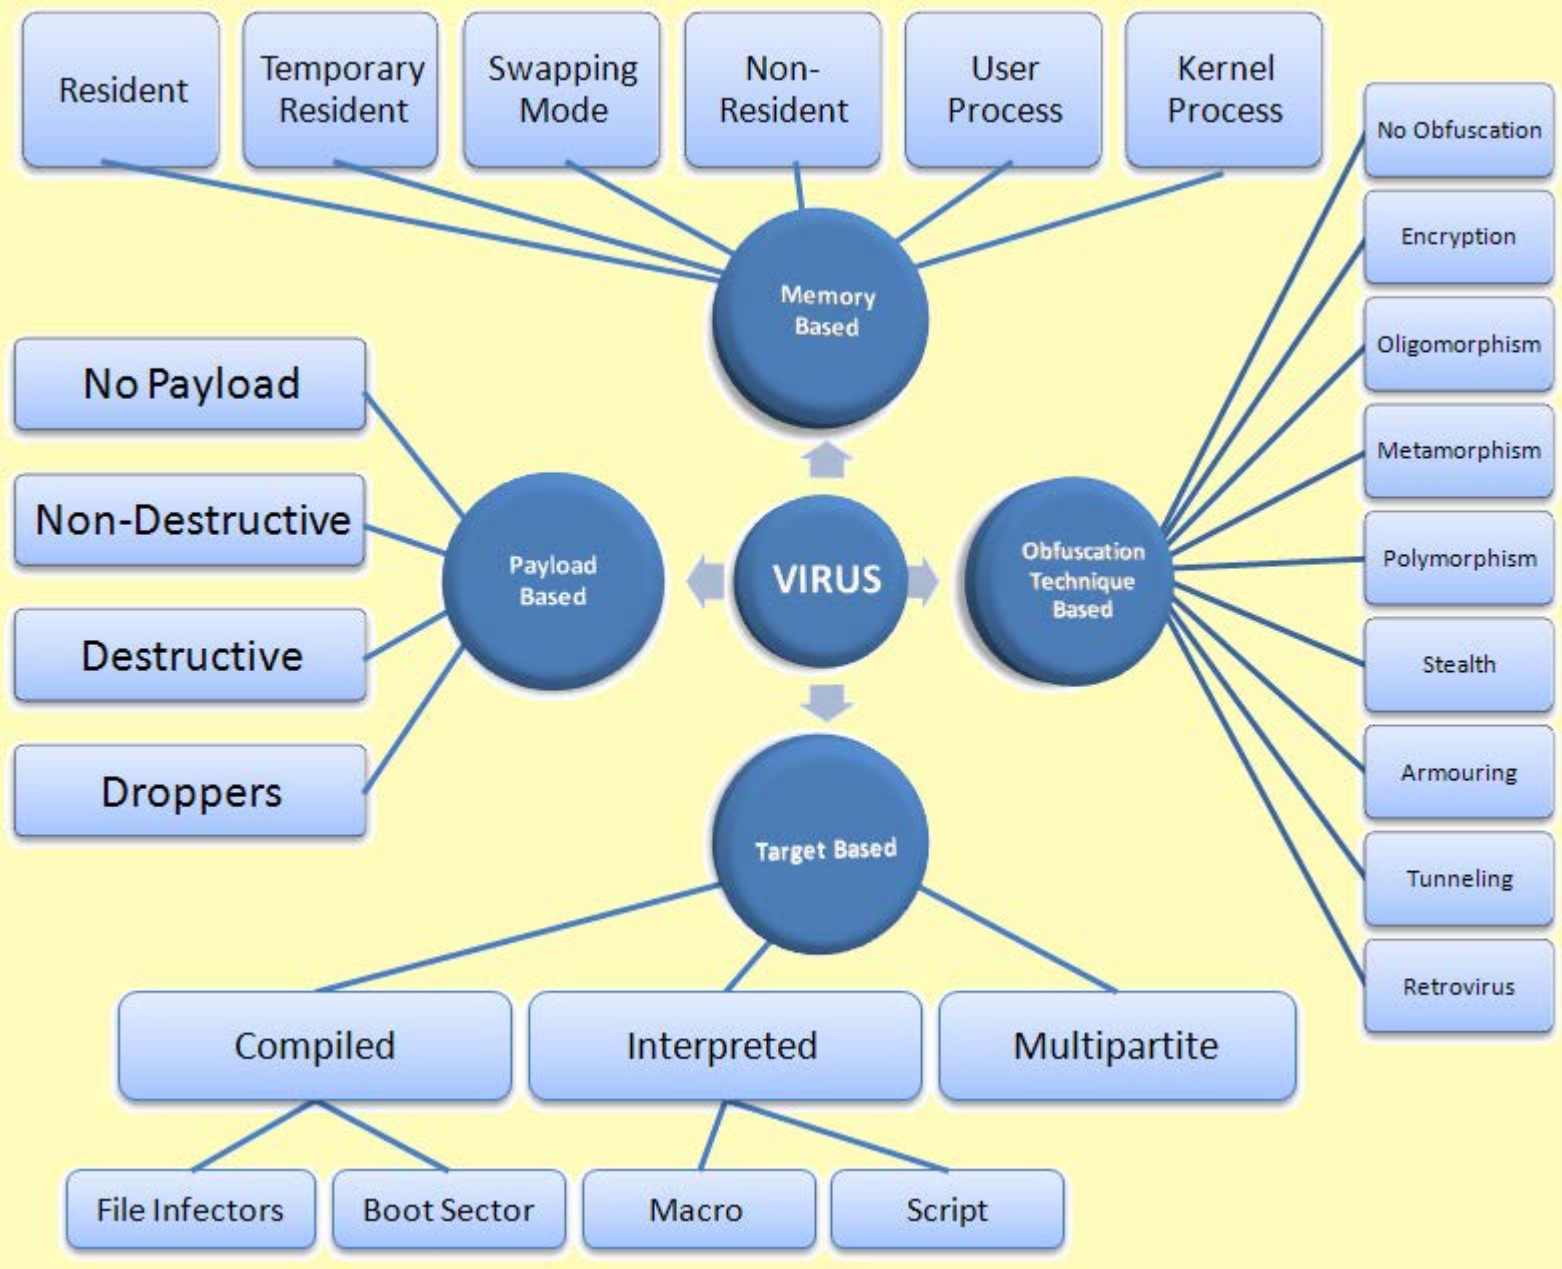 Resident
Temporary
Resident
Swapping
Mode
Non-
Resident
User
Process
Kernel
Process
Memory
Based
No Payload
Non-Destructive
Destructive
Droppers
Payload
Based
VIRUS
Obfuscation
Technique
Based
No Obfuscation
Encryption
Oligomorphism
Metamorphism
Polymorphism
Stealth
Armouring
Tunneling
Retrovirus
Target Based
Compiled
Interpreted
Multipartite
File Infectors
Boot Sector
Macro
Script